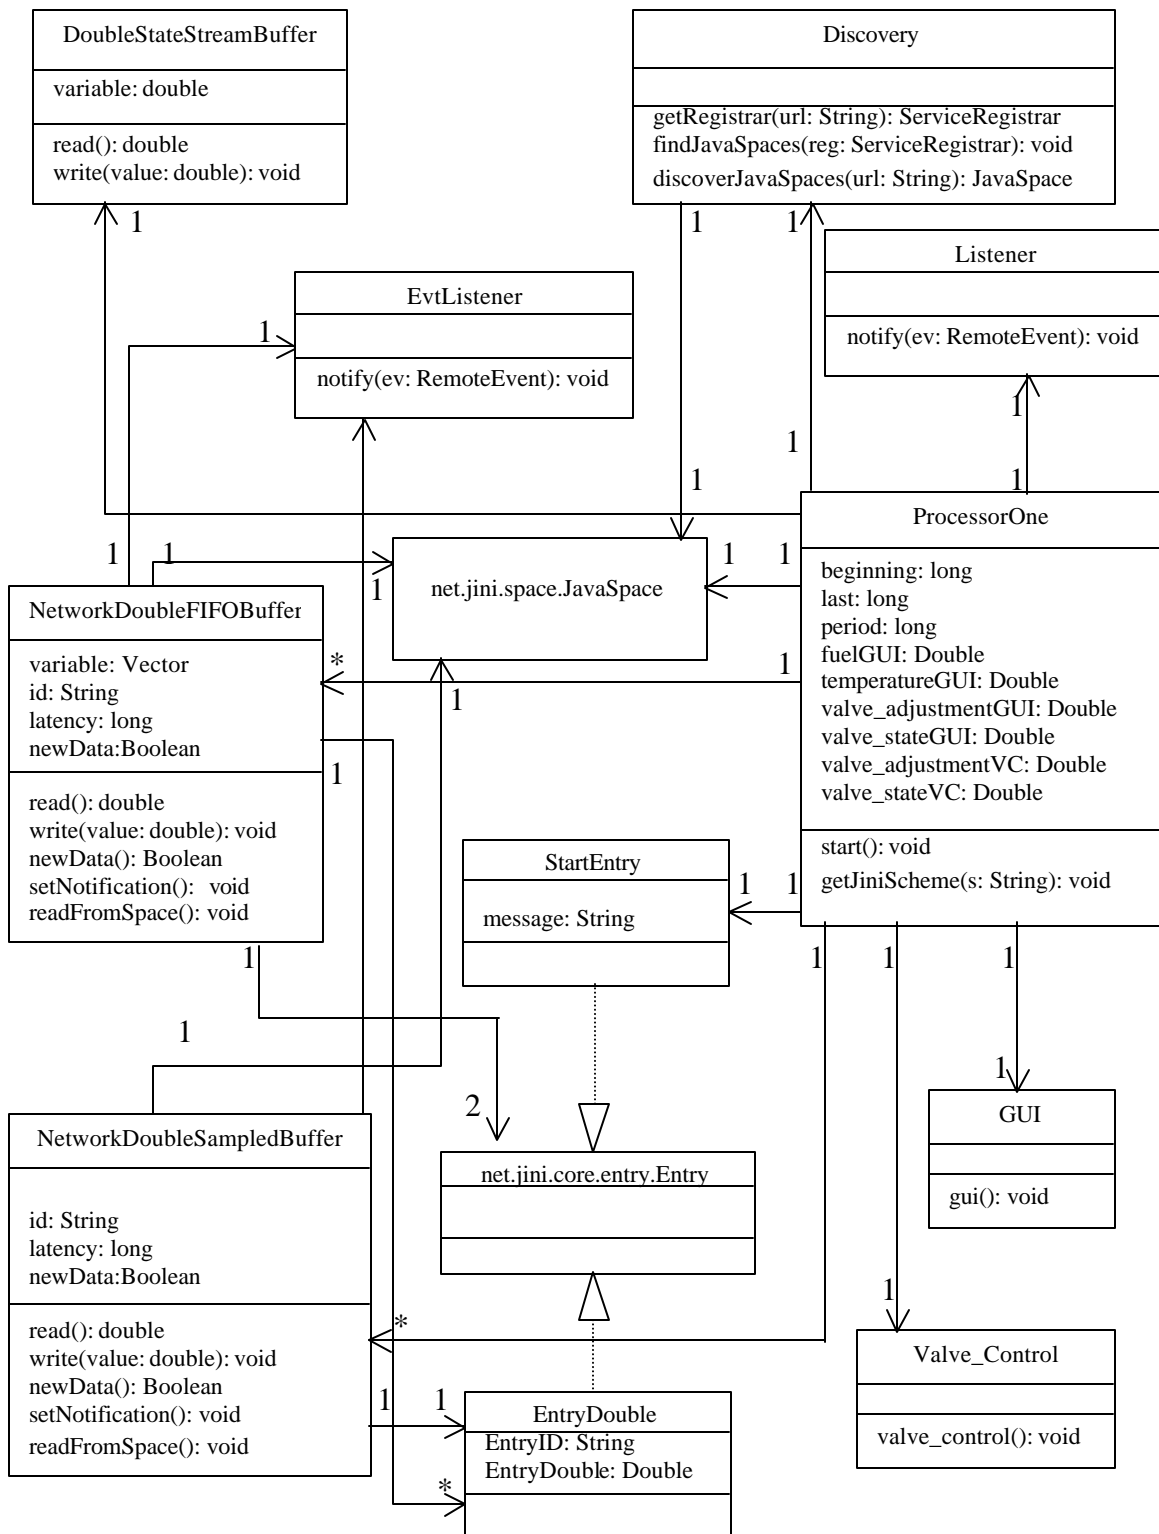 DoubleStateStreamBuffer
variable: double
read(): double
write(value: double): void
1
Discovery
getRegistrar(url: String): ServiceRegistrar
findJavaSpaces(reg: ServiceRegistrar): void
discoverJavaSpaces(url: String): JavaSpace
1
1
Listener
notify(ev: RemoteEvent): void
1
1
EvtListener
notify(ev: RemoteEvent): void
1
1
1
ProcessorOne
beginning: long
last: long
period: long
fuelGUI: Double
temperatureGUI: Double
valve_adjustmentGUI: Double
valve_stateGUI: Double
valve_adjustmentVC: Double
valve_stateVC: Double
start(): void
getJiniScheme(s: String): void
net.jini.space.JavaSpace
1
1
1
1
1
1
*
1
NetworkDoubleFIFOBuffer
variable: Vector
id: String
latency: long
newData:Boolean
read(): double
write(value: double): void
newData(): Boolean
setNotification(): void
readFromSpace(): void
1
1
StartEntry
message: String
1
1
1
1
1
1
2
net.jini.core.entry.Entry
1
GUI
gui(): void
NetworkDoubleSampledBuffer
id: String
latency: long
newData:Boolean
read(): double
write(value: double): void
newData(): Boolean
setNotification(): void
readFromSpace(): void
*
1
1
*
EntryDouble
EntryID: String
EntryDouble: Double
1
Valve_Control
valve_control(): void